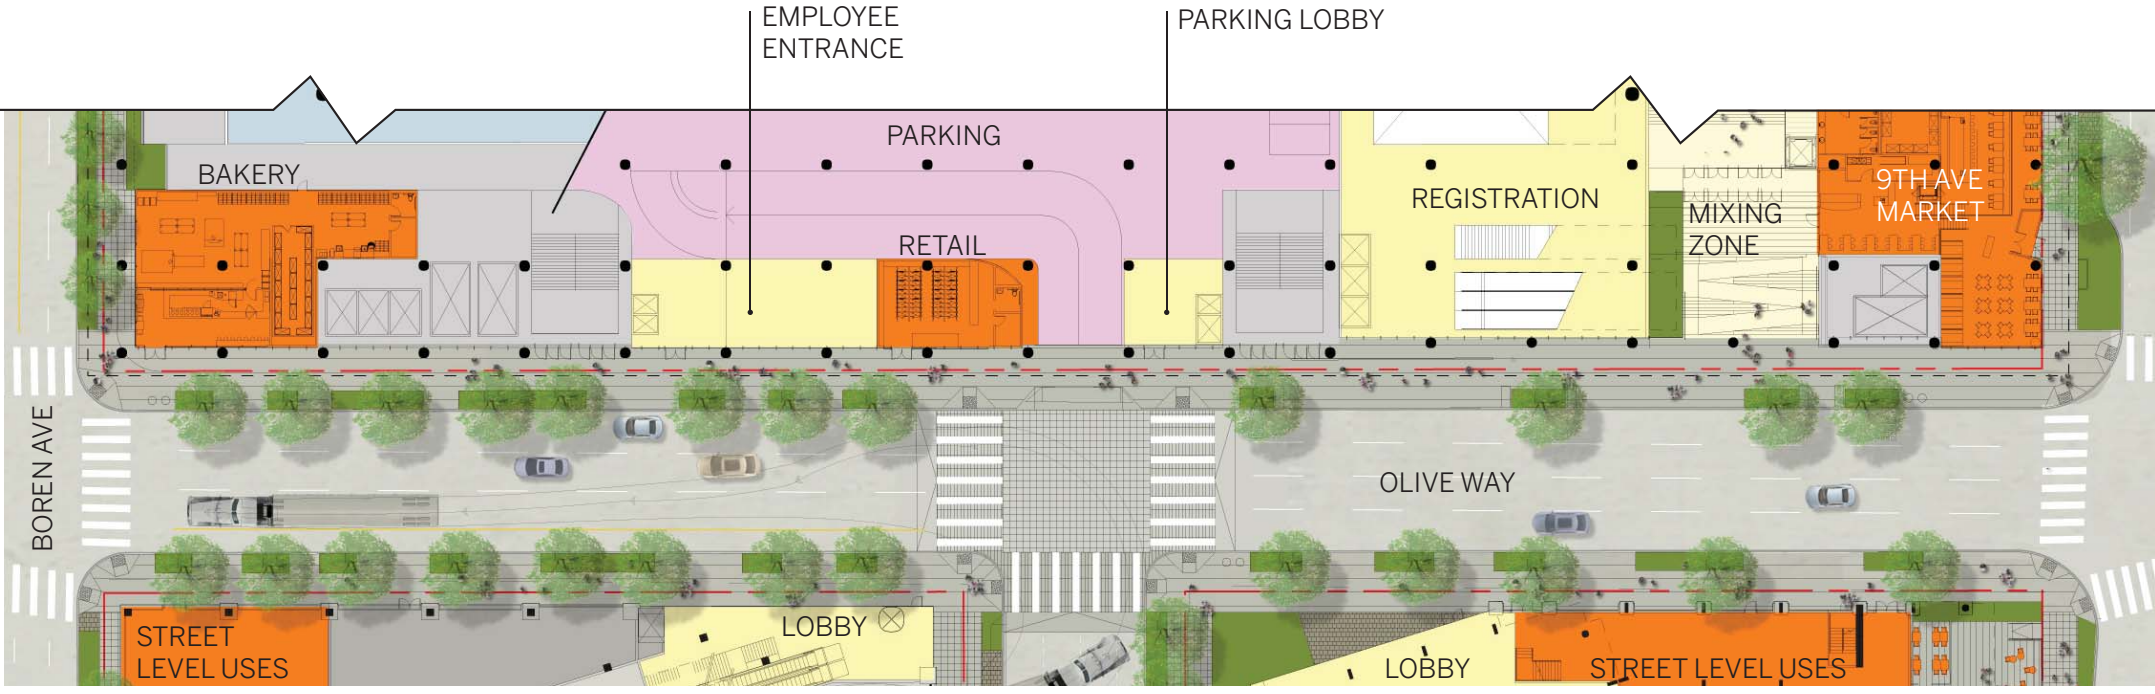 EMPLOYEE
ENTRANCE
PARKING LOBBY
PARKING
BAKERY
9TH AVE
MARKET
REGISTRATION
MIXING
ZONE
RETAIL
BOREN AVE
OLIVE WAY
STREET
LEVEL USES
LOBBY
LOBBY
STREET LEVEL USES